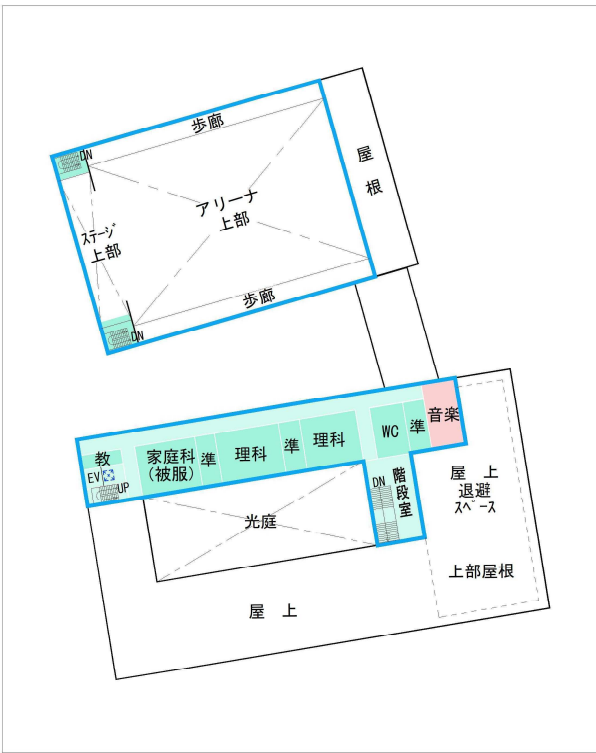 歩廊
屋
根
DN
アリーナ
上部
ステージ
上部
歩廊
DN
音楽
WC
準
教
家庭科
(被服)
準
理科
準
理科
EV
UP
DN
階
段
室
屋 上
退避
スペース
光庭
上部屋根
屋 上